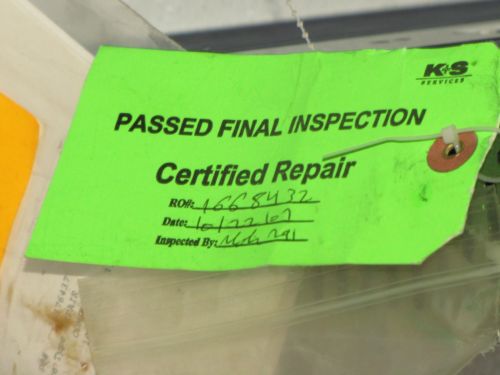 K+S
SERVICES
PASSED FINAL INSPECTION
Certified Repair
RO#: 1668432
Date: 10/22/07
Inspected By: